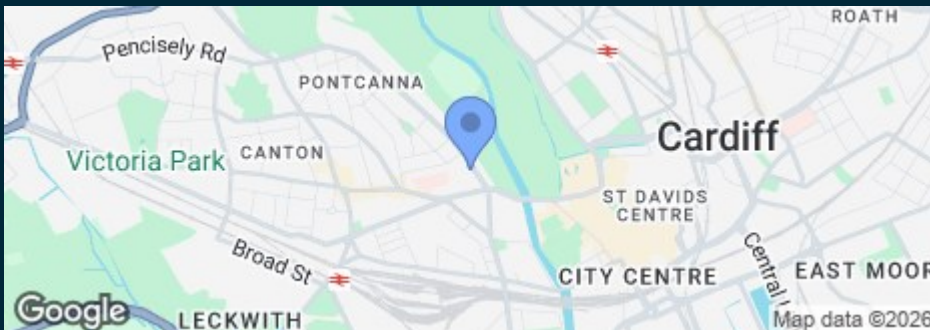 ROATH
Pencisely Rd
PONTCANNA
Cardiff
Victoria Park
CANTON
ST DAVIDS
CENTRE
Broad St
Central L
CITY CENTRE
EAST MOOR
Google
LECKWITH
Map data ©2026